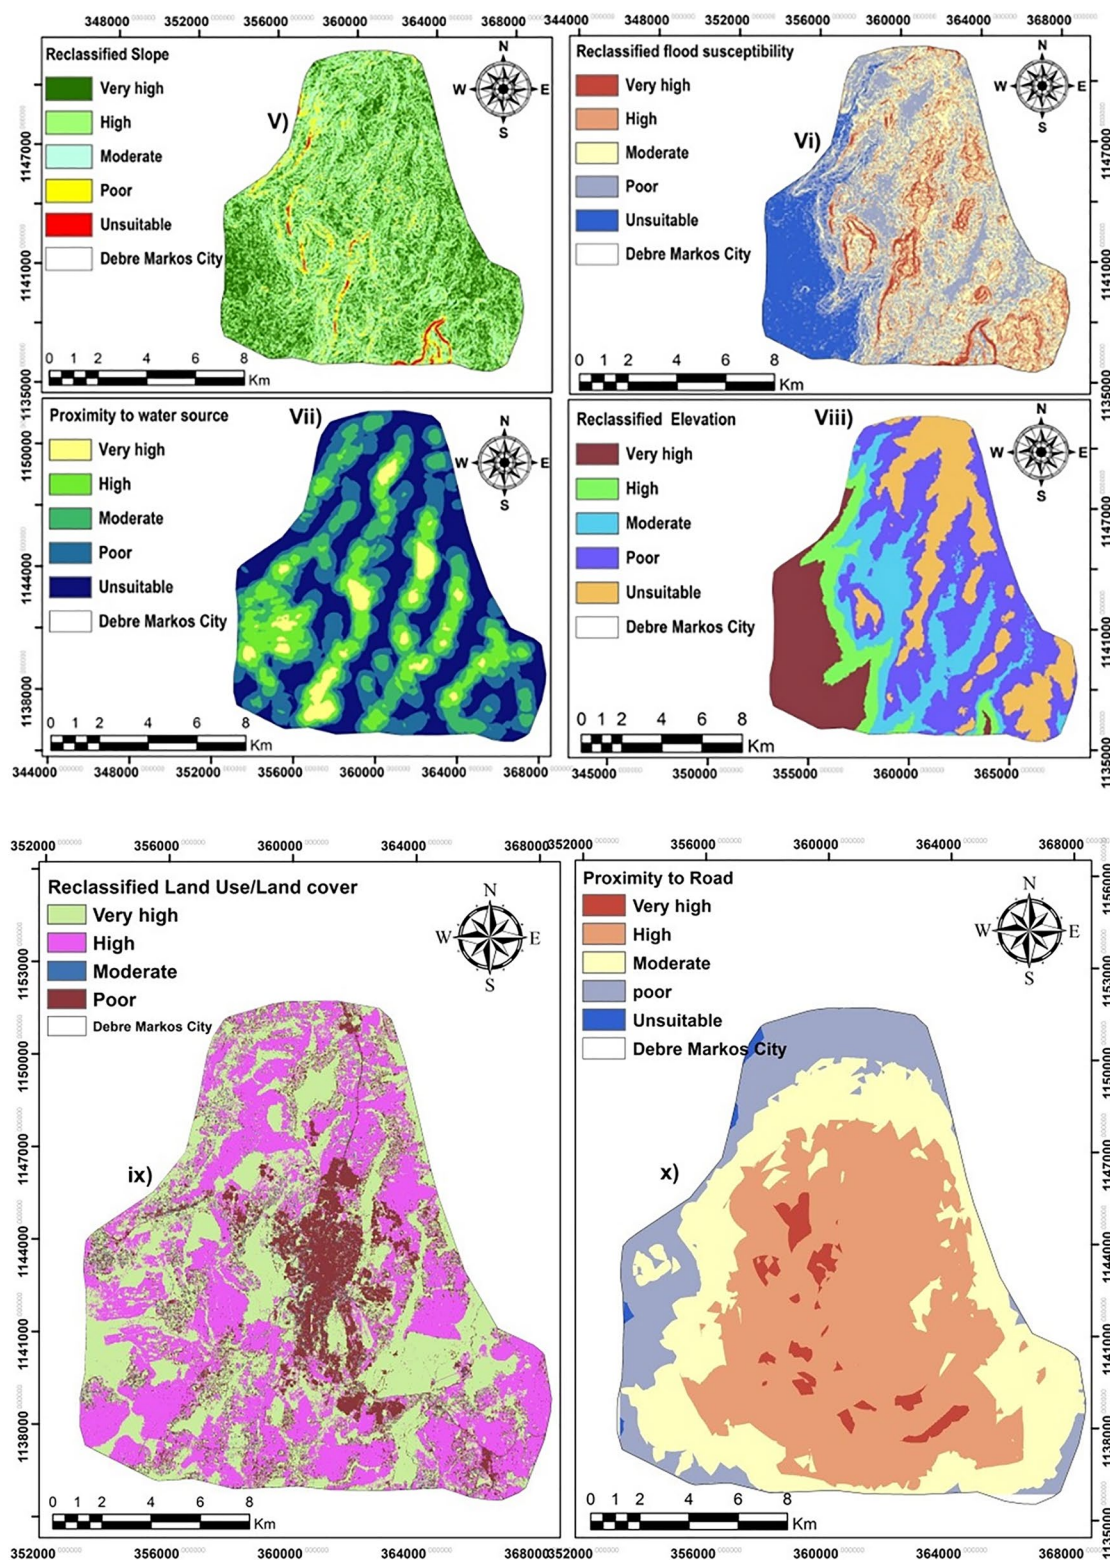 348000 352000 356000 360000 364000 368000
344000 352000 356000 360000 364000 368000
Reclassified Slope
Very high
High
Moderate
Poor
Unsuitable
Debre Markos City
V)
N
W E
S
0 1 2 4 6 8
Km
1147000
1141000
1135000
Reclassified flood susceptibility
Very high
High
Moderate
Poor
Unsuitable
Debre Markos City
Vi)
N
W E
S
0 1 2 4 6 8
Km
1147000
1141000
1135000
Proximity to water source
Very high
High
Moderate
Poor
Unsuitable
Debre Markos City
Vii)
N
W E
S
0 1 2 4 6 8
Km
1150000
1144000
1138000
344000 348000 352000 356000 360000 364000 368000
Reclassified Elevation
Very high
High
Moderate
Poor
Unsuitable
Debre Markos City
Viii)
N
W E
S
0 1 2 4 6 8
Km
1147000
1141000
1135000
345000 350000 355000 360000 365000
352000 356000 360000 364000 368000
352000 356000 360000 364000 368000
Reclassified Land Use/Land cover
Very high
High
Moderate
Poor
Debre Markos City
ix)
N
W E
S
0 1 2 4 6 8
Km
1153000
1150000
1147000
1144000
1141000
1138000
352000 356000 360000 364000 368000
Proximity to Road
Very high
High
Moderate
poor
Unsuitable
Debre Markos City
x)
N
W E
S
0 1 2 4 6 8
Km
1156000
1153000
1150000
1147000
1144000
1141000
1138000
1135000
352000 356000 360000 364000 368000